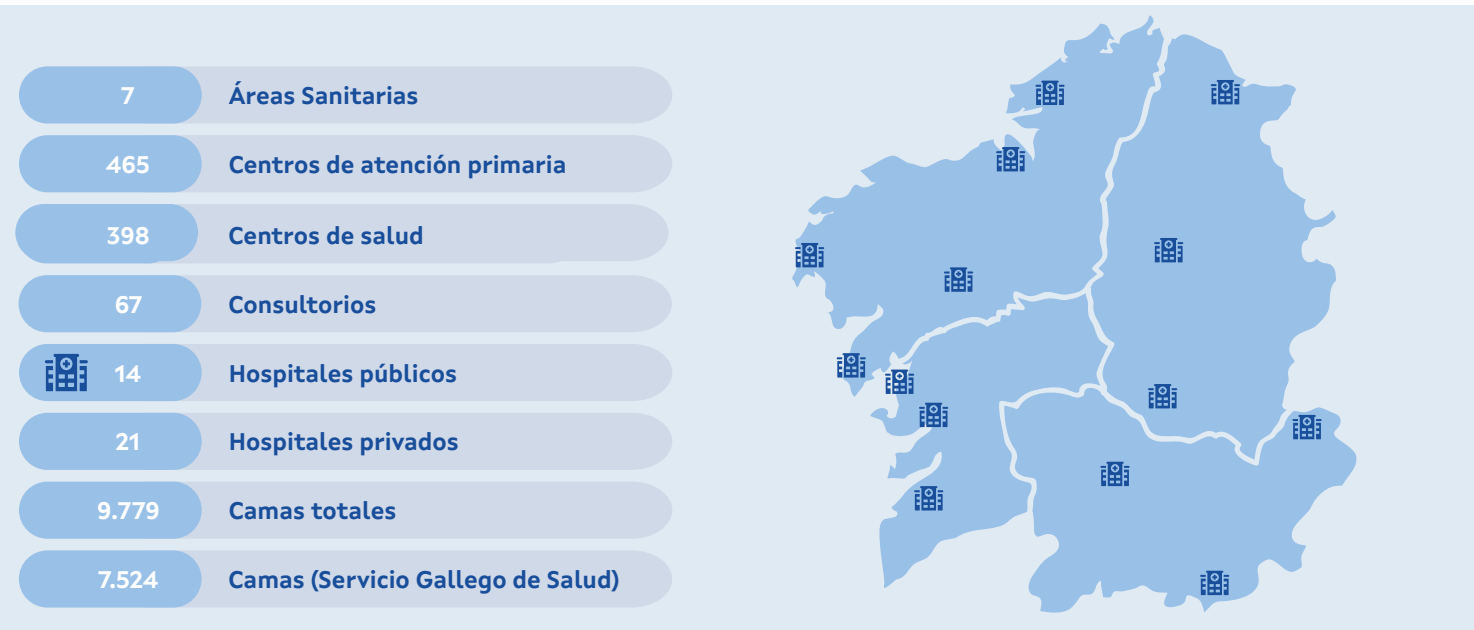 7 Áreas Sanitarias
465 Centros de atención primaria
398 Centros de salud
67 Consultorios
14 Hospitales públicos
21 Hospitales privados
9.779 Camas totales
7.524 Camas (Servicio Gallego de Salud)